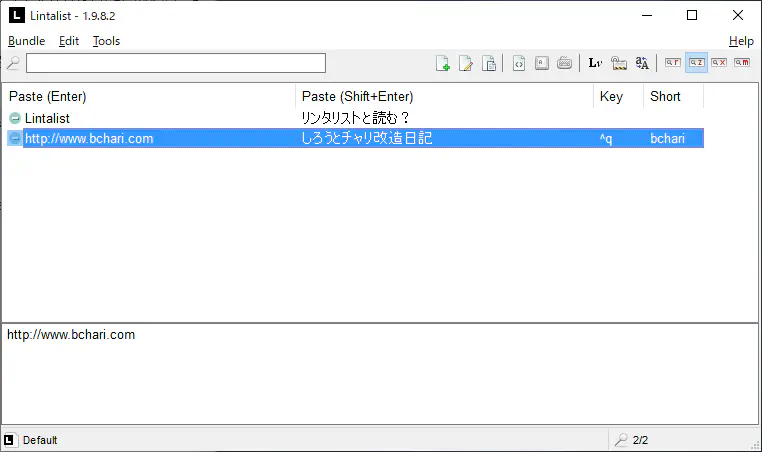 Lintalist - 1.9.8.2
Bundle Edit Tools Help
Paste (Enter) Paste (Shift+Enter) Key Short
Lintalist リンタリストと読む？
http://www.bchari.com しろうとチャリ改造日記 ^q bchari
http://www.bchari.com
Default 2/2